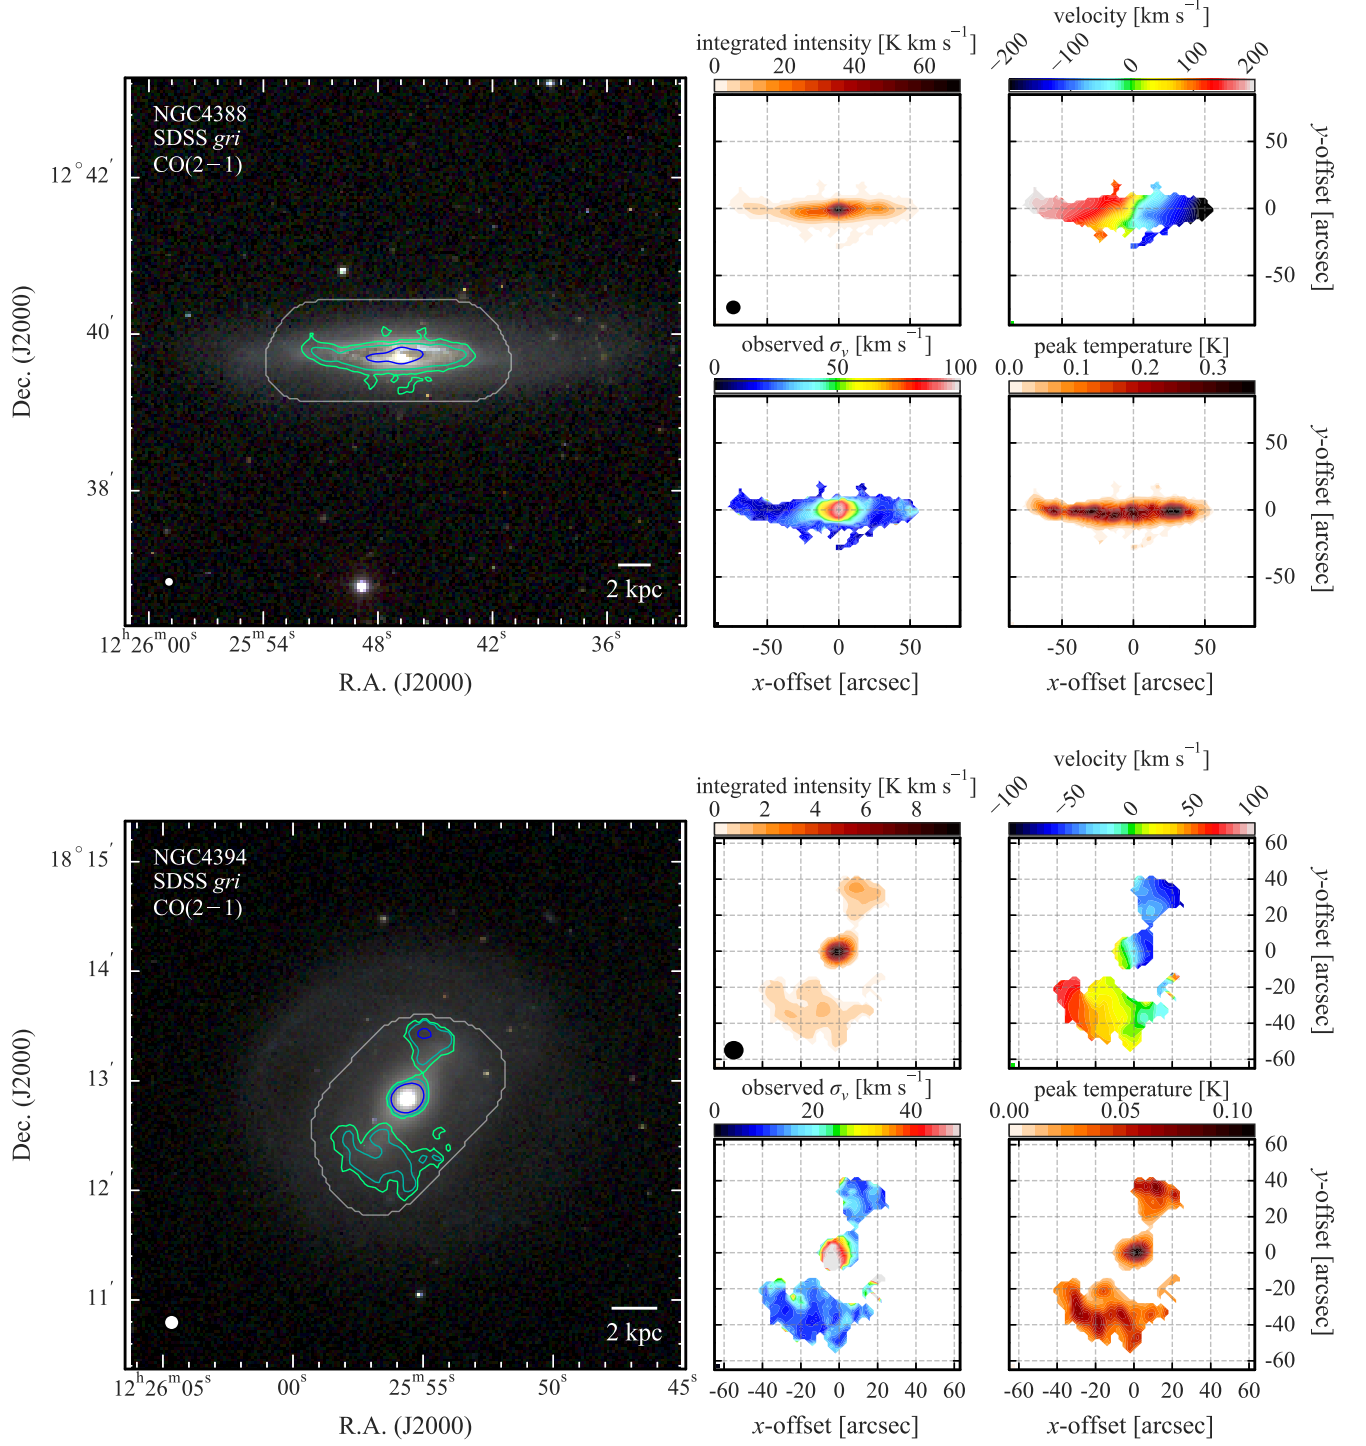 NGC4388
SDSS gri
CO(2−1)
12°42′
40′
38′
Dec. (J2000)
2 kpc
12ʰ26ᵐ00ˢ 25ᵐ54ˢ 48ˢ 42ˢ 36ˢ
R.A. (J2000)
integrated intensity [K km s⁻¹]
0 20 40 60
velocity [km s⁻¹]
−200 −100 0 100 200
50
0
-50
y-offset [arcsec]
observed σᵥ [km s⁻¹]
0 50 100
peak temperature [K]
0.0 0.1 0.2 0.3
50
0
-50
y-offset [arcsec]
-50 0 50
x-offset [arcsec]
-50 0 50
x-offset [arcsec]
NGC4394
SDSS gri
CO(2−1)
18°15′
14′
13′
12′
11′
Dec. (J2000)
2 kpc
12ʰ26ᵐ05ˢ 00ˢ 25ᵐ55ˢ 50ˢ 45ˢ
R.A. (J2000)
integrated intensity [K km s⁻¹]
0 2 4 6 8
velocity [km s⁻¹]
−100 −50 0 50 100
60
40
20
0
-20
-40
-60
y-offset [arcsec]
observed σᵥ [km s⁻¹]
0 20 40
peak temperature [K]
0.00 0.05 0.10
60
40
20
0
-20
-40
-60
y-offset [arcsec]
-60 -40 -20 0 20 40 60
x-offset [arcsec]
-60 -40 -20 0 20 40 60
x-offset [arcsec]